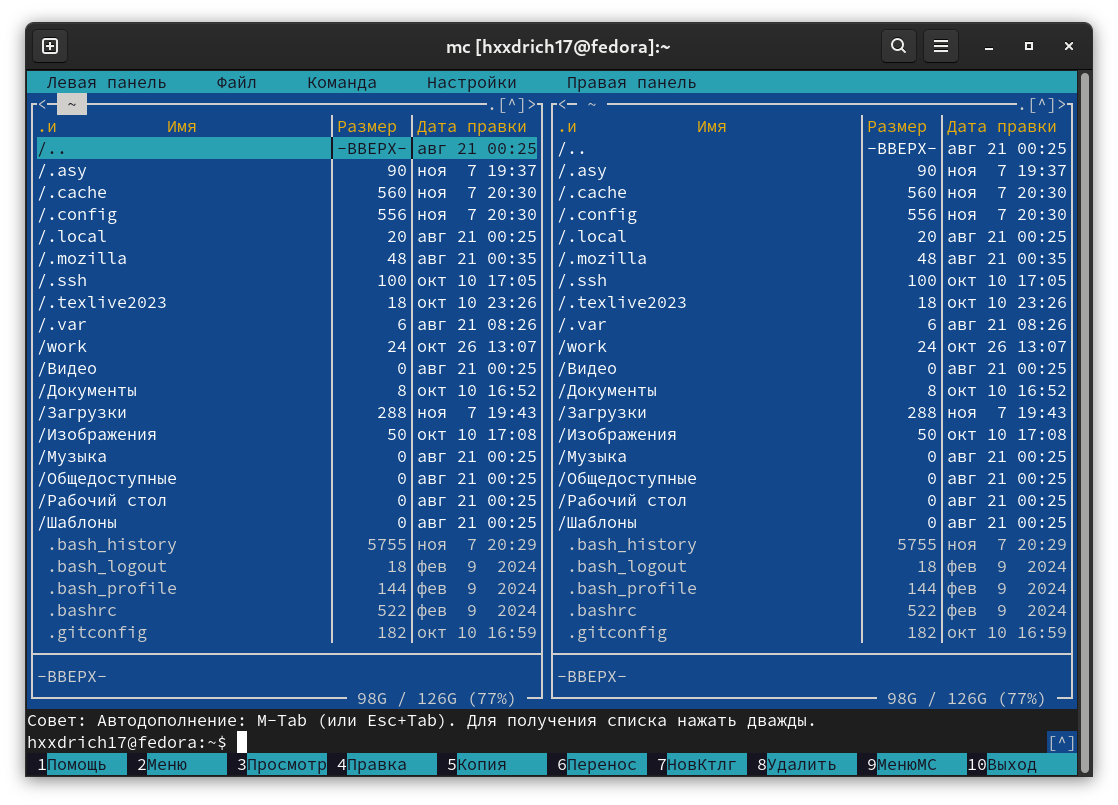 mc [hxxdrich17@fedora]:~
Левая панель Файл Команда Настройки Правая панель
<─ ~ .[^]> <─ ~ .[^]>
.и Имя Размер Дата правки .и Имя Размер Дата правки
/.. -ВВЕРХ- авг 21 00:25 /.. -ВВЕРХ- авг 21 00:25
/.asy 90 ноя 7 19:37 /.asy 90 ноя 7 19:37
/.cache 560 ноя 7 20:30 /.cache 560 ноя 7 20:30
/.config 556 ноя 7 20:30 /.config 556 ноя 7 20:30
/.local 20 авг 21 00:25 /.local 20 авг 21 00:25
/.mozilla 48 авг 21 00:35 /.mozilla 48 авг 21 00:35
/.ssh 100 окт 10 17:05 /.ssh 100 окт 10 17:05
/.texlive2023 18 окт 10 23:26 /.texlive2023 18 окт 10 23:26
/.var 6 авг 21 08:26 /.var 6 авг 21 08:26
/work 24 окт 26 13:07 /work 24 окт 26 13:07
/Видео 0 авг 21 00:25 /Видео 0 авг 21 00:25
/Документы 8 окт 10 16:52 /Документы 8 окт 10 16:52
/Загрузки 288 ноя 7 19:43 /Загрузки 288 ноя 7 19:43
/Изображения 50 окт 10 17:08 /Изображения 50 окт 10 17:08
/Музыка 0 авг 21 00:25 /Музыка 0 авг 21 00:25
/Общедоступные 0 авг 21 00:25 /Общедоступные 0 авг 21 00:25
/Рабочий стол 0 авг 21 00:25 /Рабочий стол 0 авг 21 00:25
/Шаблоны 0 авг 21 00:25 /Шаблоны 0 авг 21 00:25
.bash_history 5755 ноя 7 20:29 .bash_history 5755 ноя 7 20:29
.bash_logout 18 фев 9 2024 .bash_logout 18 фев 9 2024
.bash_profile 144 фев 9 2024 .bash_profile 144 фев 9 2024
.bashrc 522 фев 9 2024 .bashrc 522 фев 9 2024
.gitconfig 182 окт 10 16:59 .gitconfig 182 окт 10 16:59
-ВВЕРХ- -ВВЕРХ-
98G / 126G (77%) 98G / 126G (77%)
Совет: Автодополнение: M-Tab (или Esc+Tab). Для получения списка нажать дважды.
hxxdrich17@fedora:~$ [^]
1Помощь 2Меню 3Просмотр 4Правка 5Копия 6Перенос 7НовКтлг 8Удалить 9МенюМС 10Выход